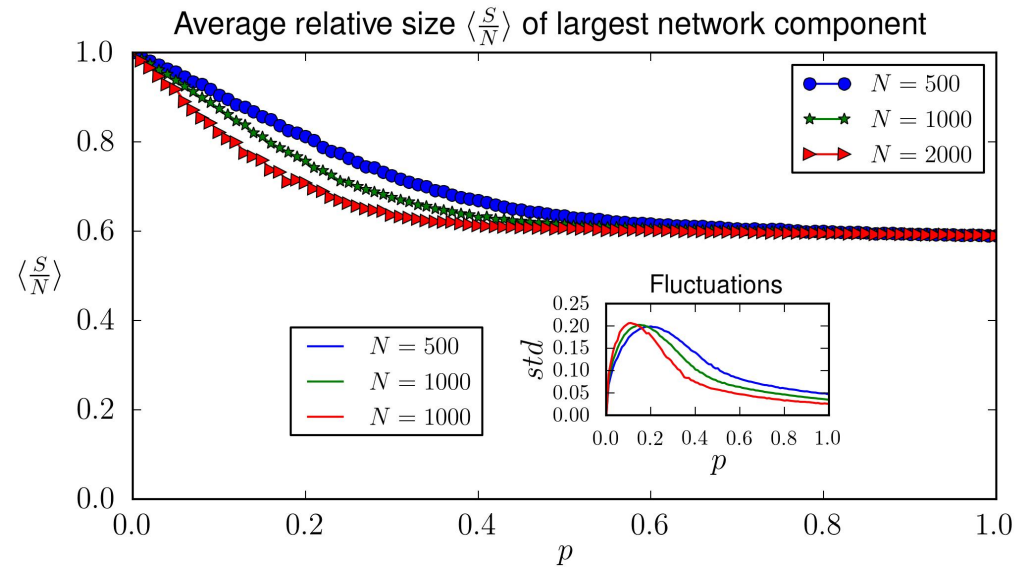 Average relative size ⟨S/N⟩ of largest network component
1.0
0.8
0.6
0.4
0.2
0.0
⟨S/N⟩
0.0 0.2 0.4 0.6 0.8 1.0
p
N = 500
N = 1000
N = 2000
N = 500
N = 1000
N = 1000
Fluctuations
0.25
0.20
0.15
0.10
0.05
0.00
std
0.0 0.2 0.4 0.6 0.8 1.0
p